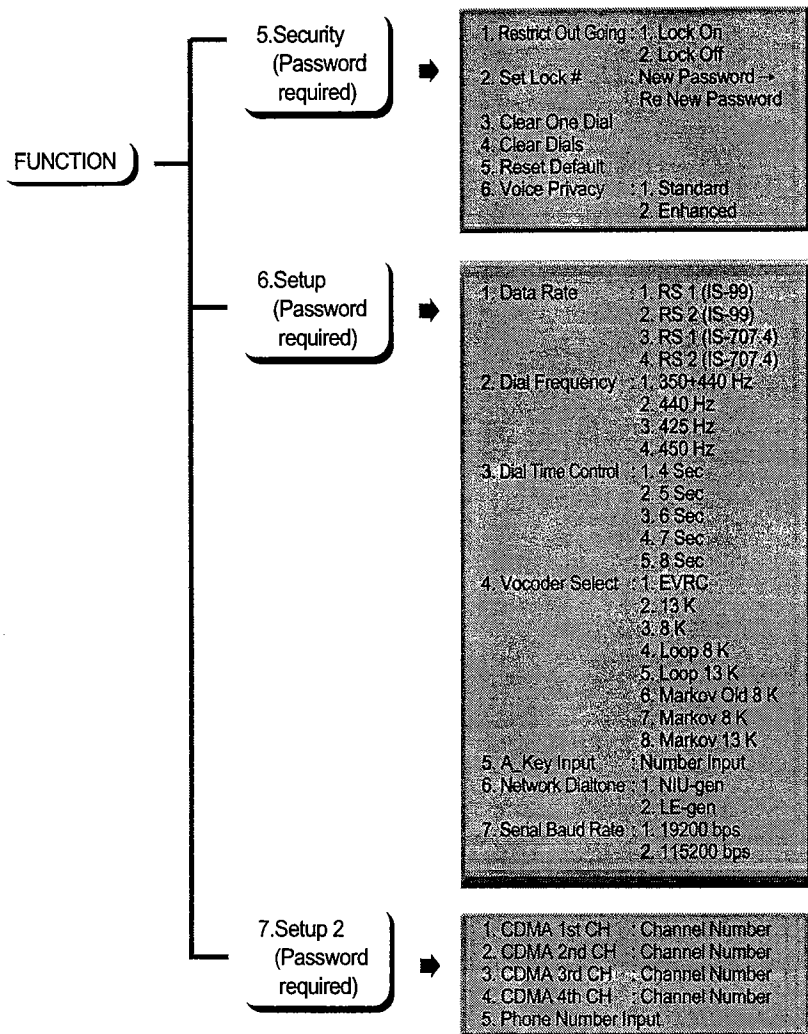 FUNCTION
5.Security
(Password
required)
1. Restrict Out Going : 1. Lock On
2. Lock Off
2. Set Lock # : New Password →
Re New Password
3. Clear One Dial
4. Clear Dials
5. Reset Default
6. Voice Privacy : 1. Standard
2. Enhanced
6.Setup
(Password
required)
1. Data Rate : 1. RS 1 (IS-99)
2. RS 2 (IS-99)
3. RS 1 (IS-707.4)
4. RS 2 (IS-707.4)
2. Dial Frequency : 1. 350+440 Hz
2. 440 Hz
3. 425 Hz
4. 450 Hz
3. Dial Time Control : 1. 4 Sec
2. 5 Sec
3. 6 Sec
4. 7 Sec
5. 8 Sec
4. Vocoder Select : 1. EVRC
2. 13 K
3. 8 K
4. Loop 8 K
5. Loop 13 K
6. Markov Old 8 K
7. Markov 8 K
8. Markov 13 K
5. A_Key Input : Number Input
6. Network Dialtone : 1. NIU-gen
2. LE-gen
7. Serial Baud Rate : 1. 19200 bps
2. 115200 bps
7.Setup 2
(Password
required)
1. CDMA 1st CH : Channel Number
2. CDMA 2nd CH : Channel Number
3. CDMA 3rd CH : Channel Number
4. CDMA 4th CH : Channel Number
5. Phone Number Input